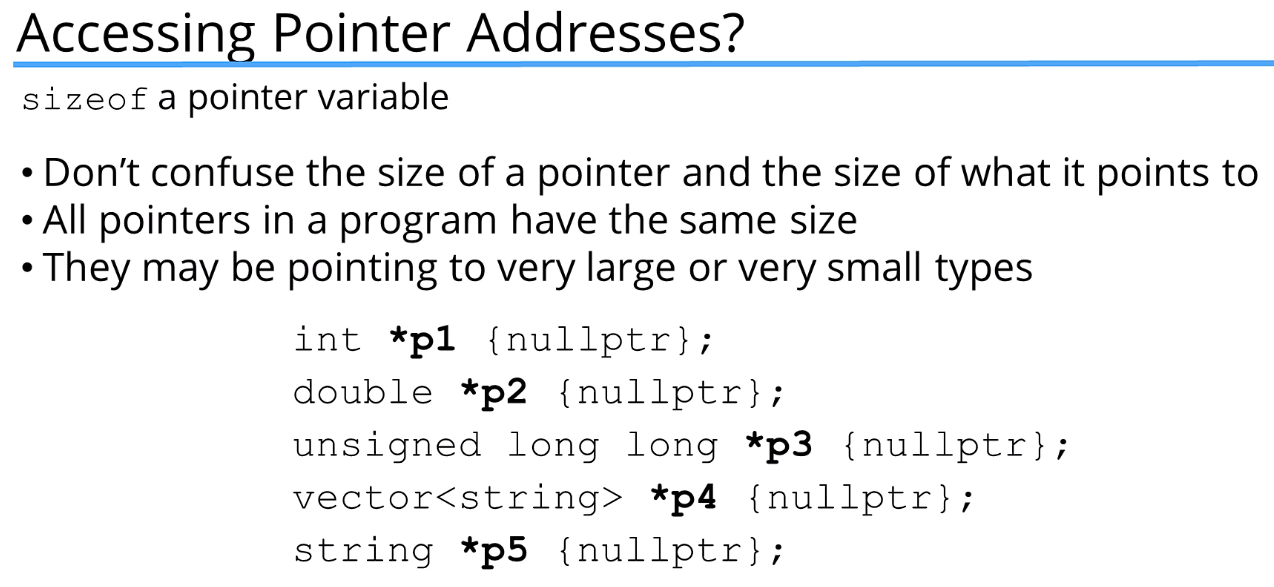 Accessing Pointer Addresses?
sizeof a pointer variable
• Don’t confuse the size of a pointer and the size of what it points to
• All pointers in a program have the same size
• They may be pointing to very large or very small types
int *p1 {nullptr};
double *p2 {nullptr};
unsigned long long *p3 {nullptr};
vector<string> *p4 {nullptr};
string *p5 {nullptr};